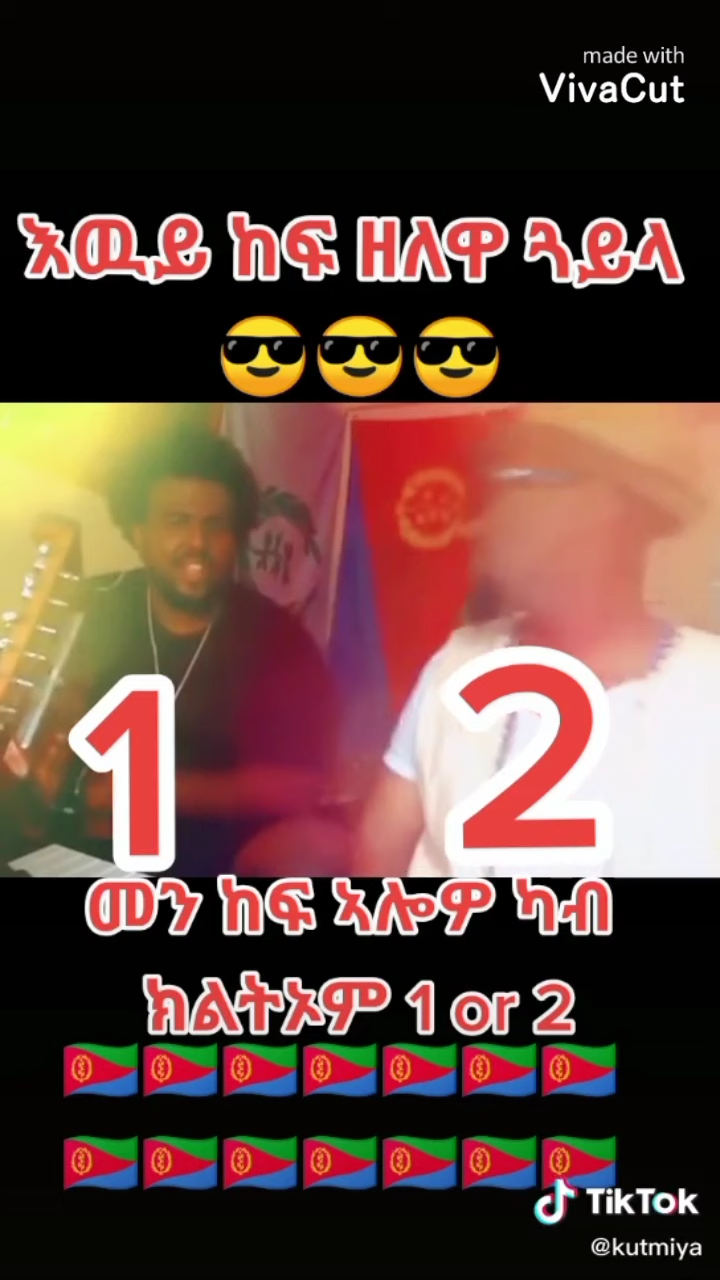 made with
VivaCut
እዉይ ከፍ ዘለዋ ጓይላ
1 2
መን ከፍ ኣሎዎ ካብ
ክልትኦም 1 or 2
TikTok
@kutmiya